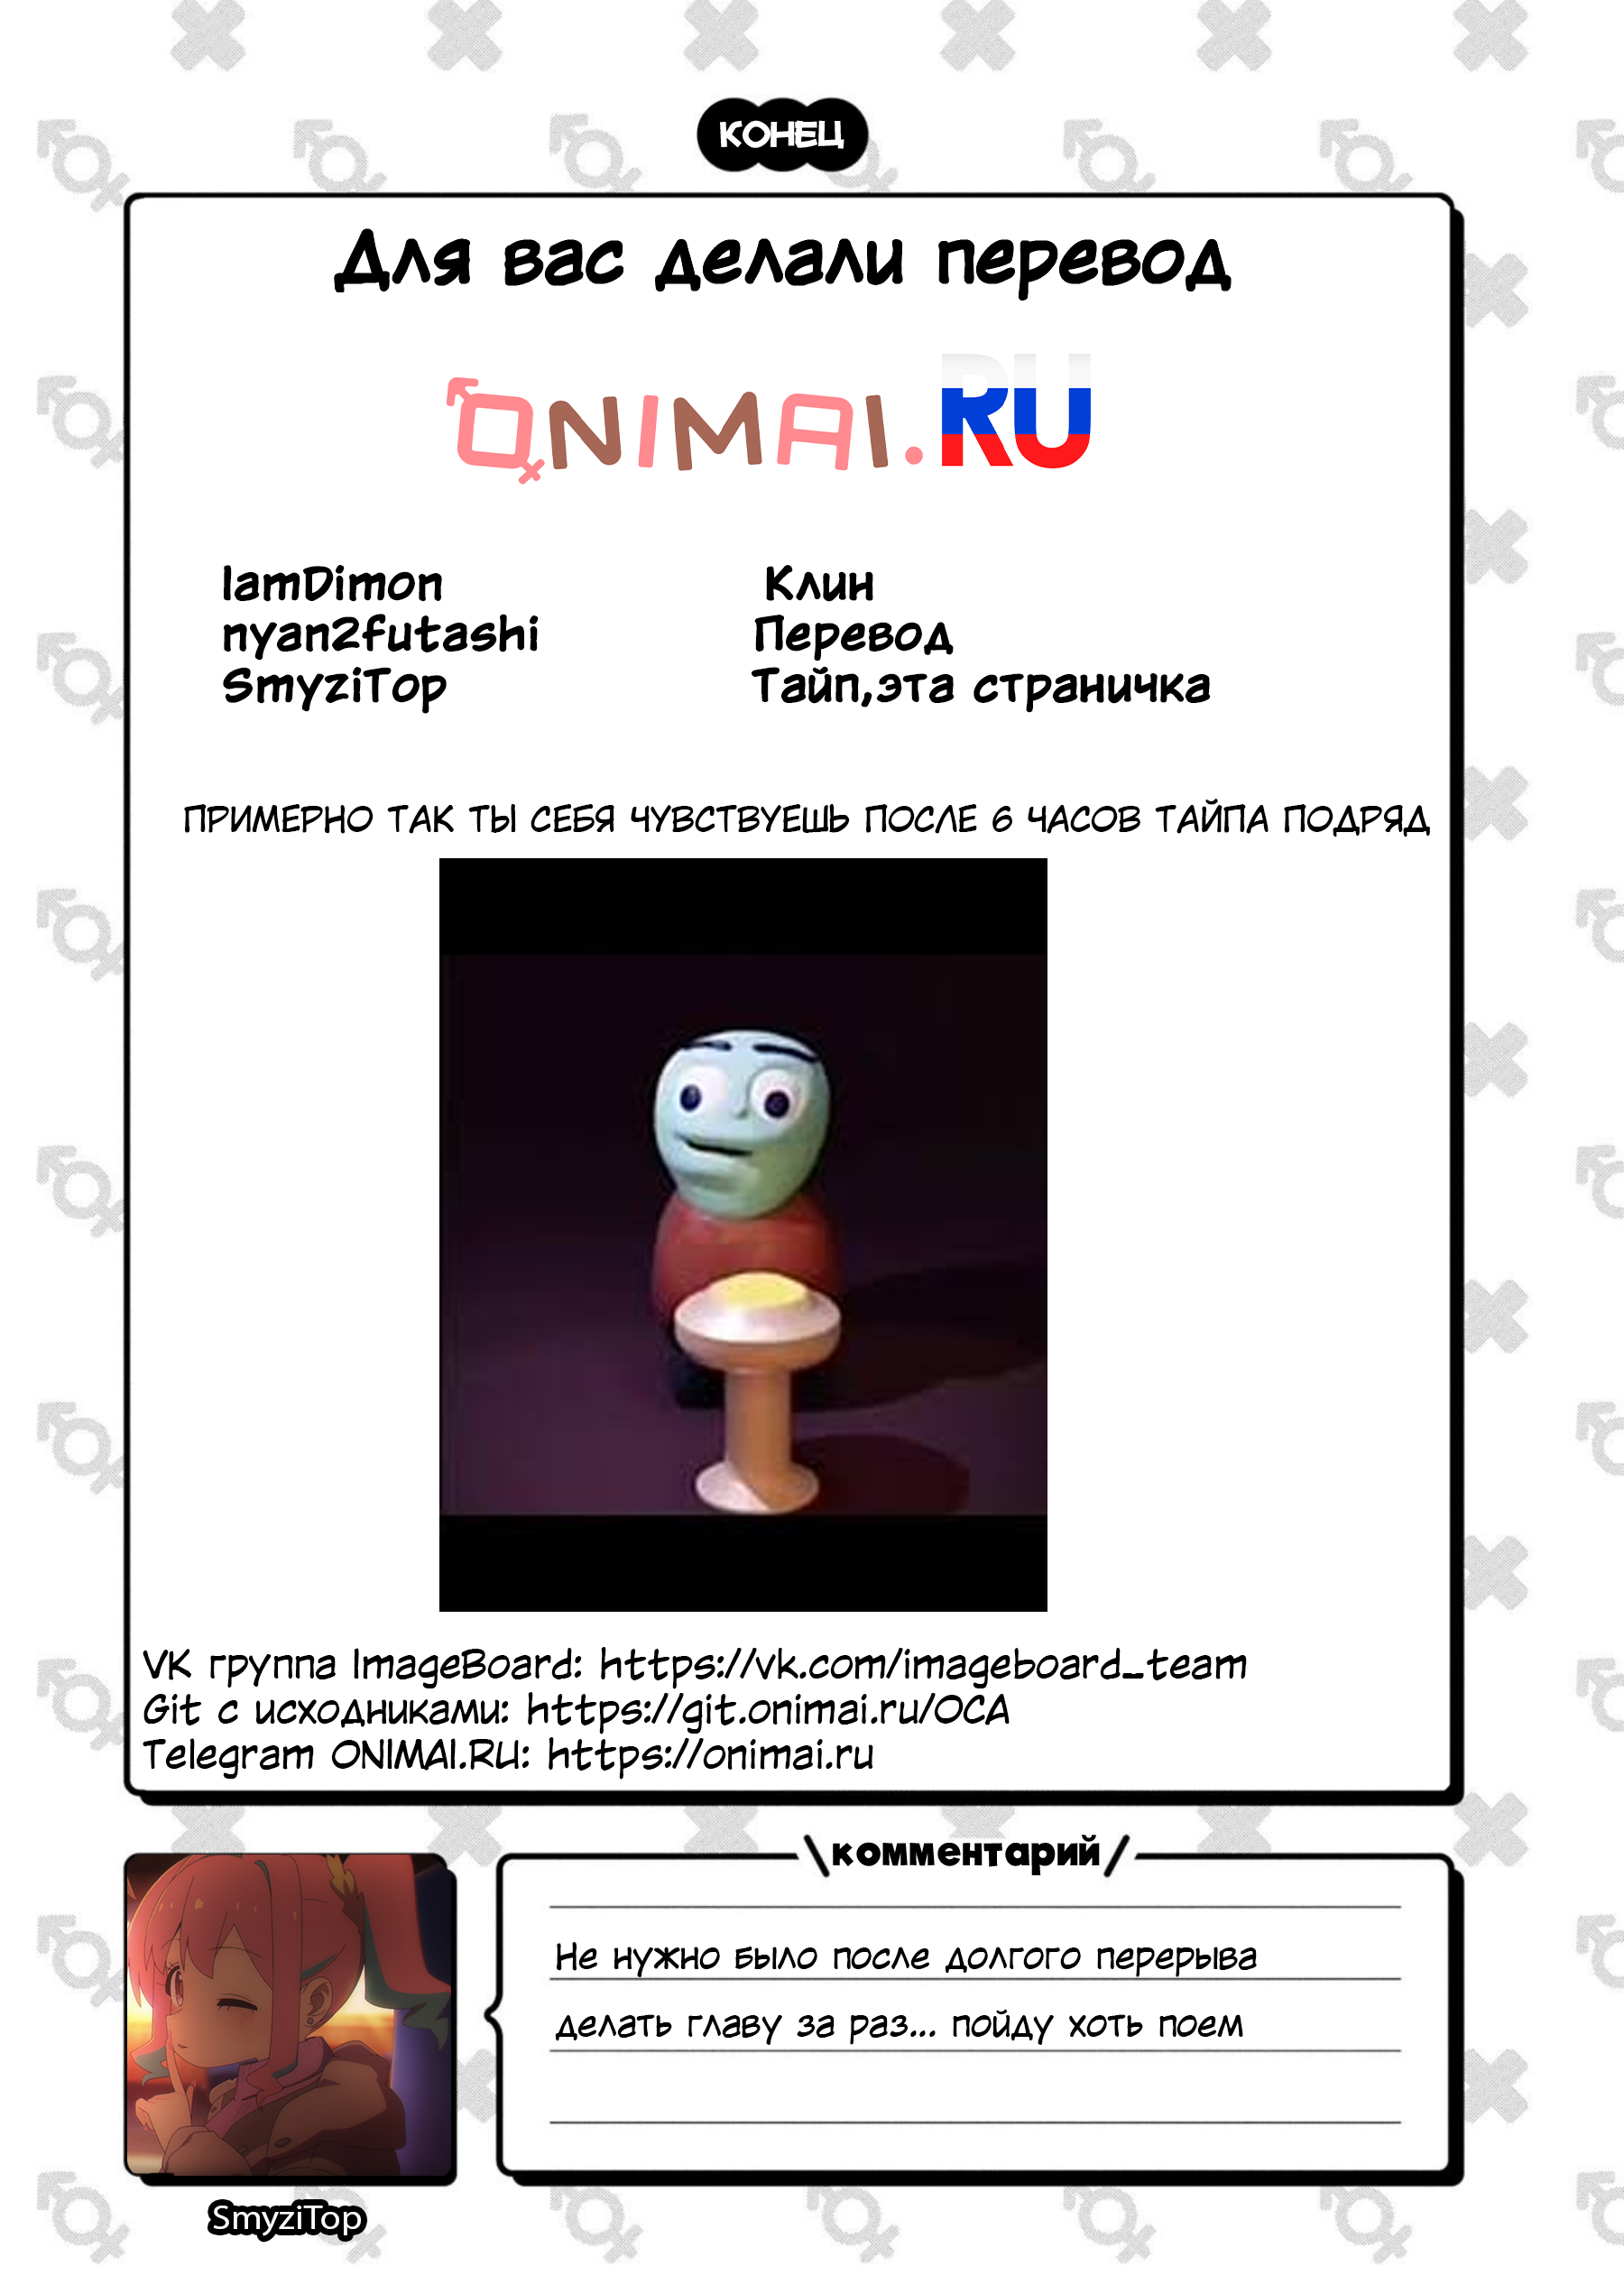 КОНЕЦ
Для вас делали перевод
ONIMAI.RU
IamDimon Клин
nyan2futashi Перевод
SmyziTop Тайп,эта страничка
ПРИМЕРНО ТАК ТЫ СЕБЯ ЧУВСТВУЕШЬ ПОСЛЕ 6 ЧАСОВ ТАЙПА ПОДРЯД
VK группа ImageBoard: https://vk.com/imageboard_team
Git с исходниками: https://git.onimai.ru/OCA
Telegram ONIMAI.RU: https://onimai.ru
\комментарий/
Не нужно было после долгого перерыва
делать главу за раз... пойду хоть поем
SmyziTop